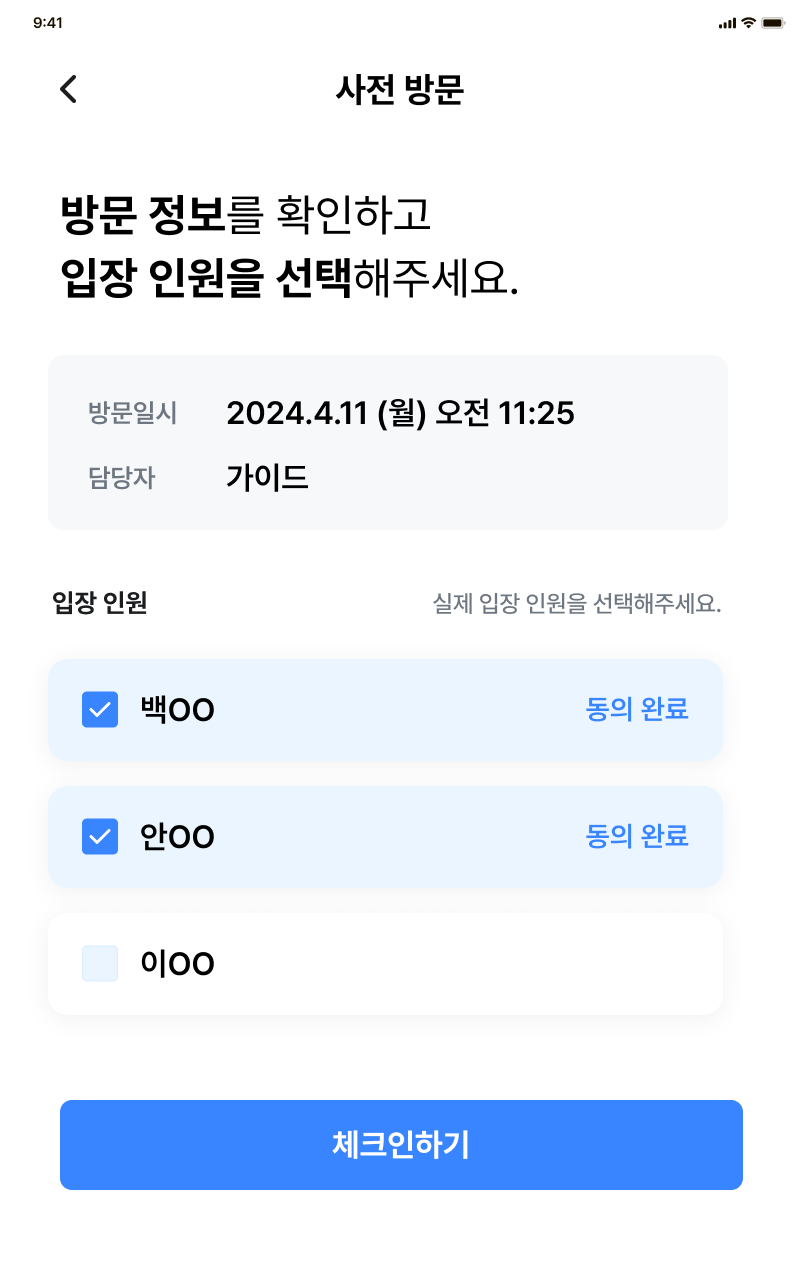 9:41
사전 방문
방문 정보를 확인하고
입장 인원을 선택해주세요.
방문일시 2024.4.11 (월) 오전 11:25
담당자 가이드
입장 인원 실제 입장 인원을 선택해주세요.
백OO 동의 완료
안OO 동의 완료
이OO
체크인하기